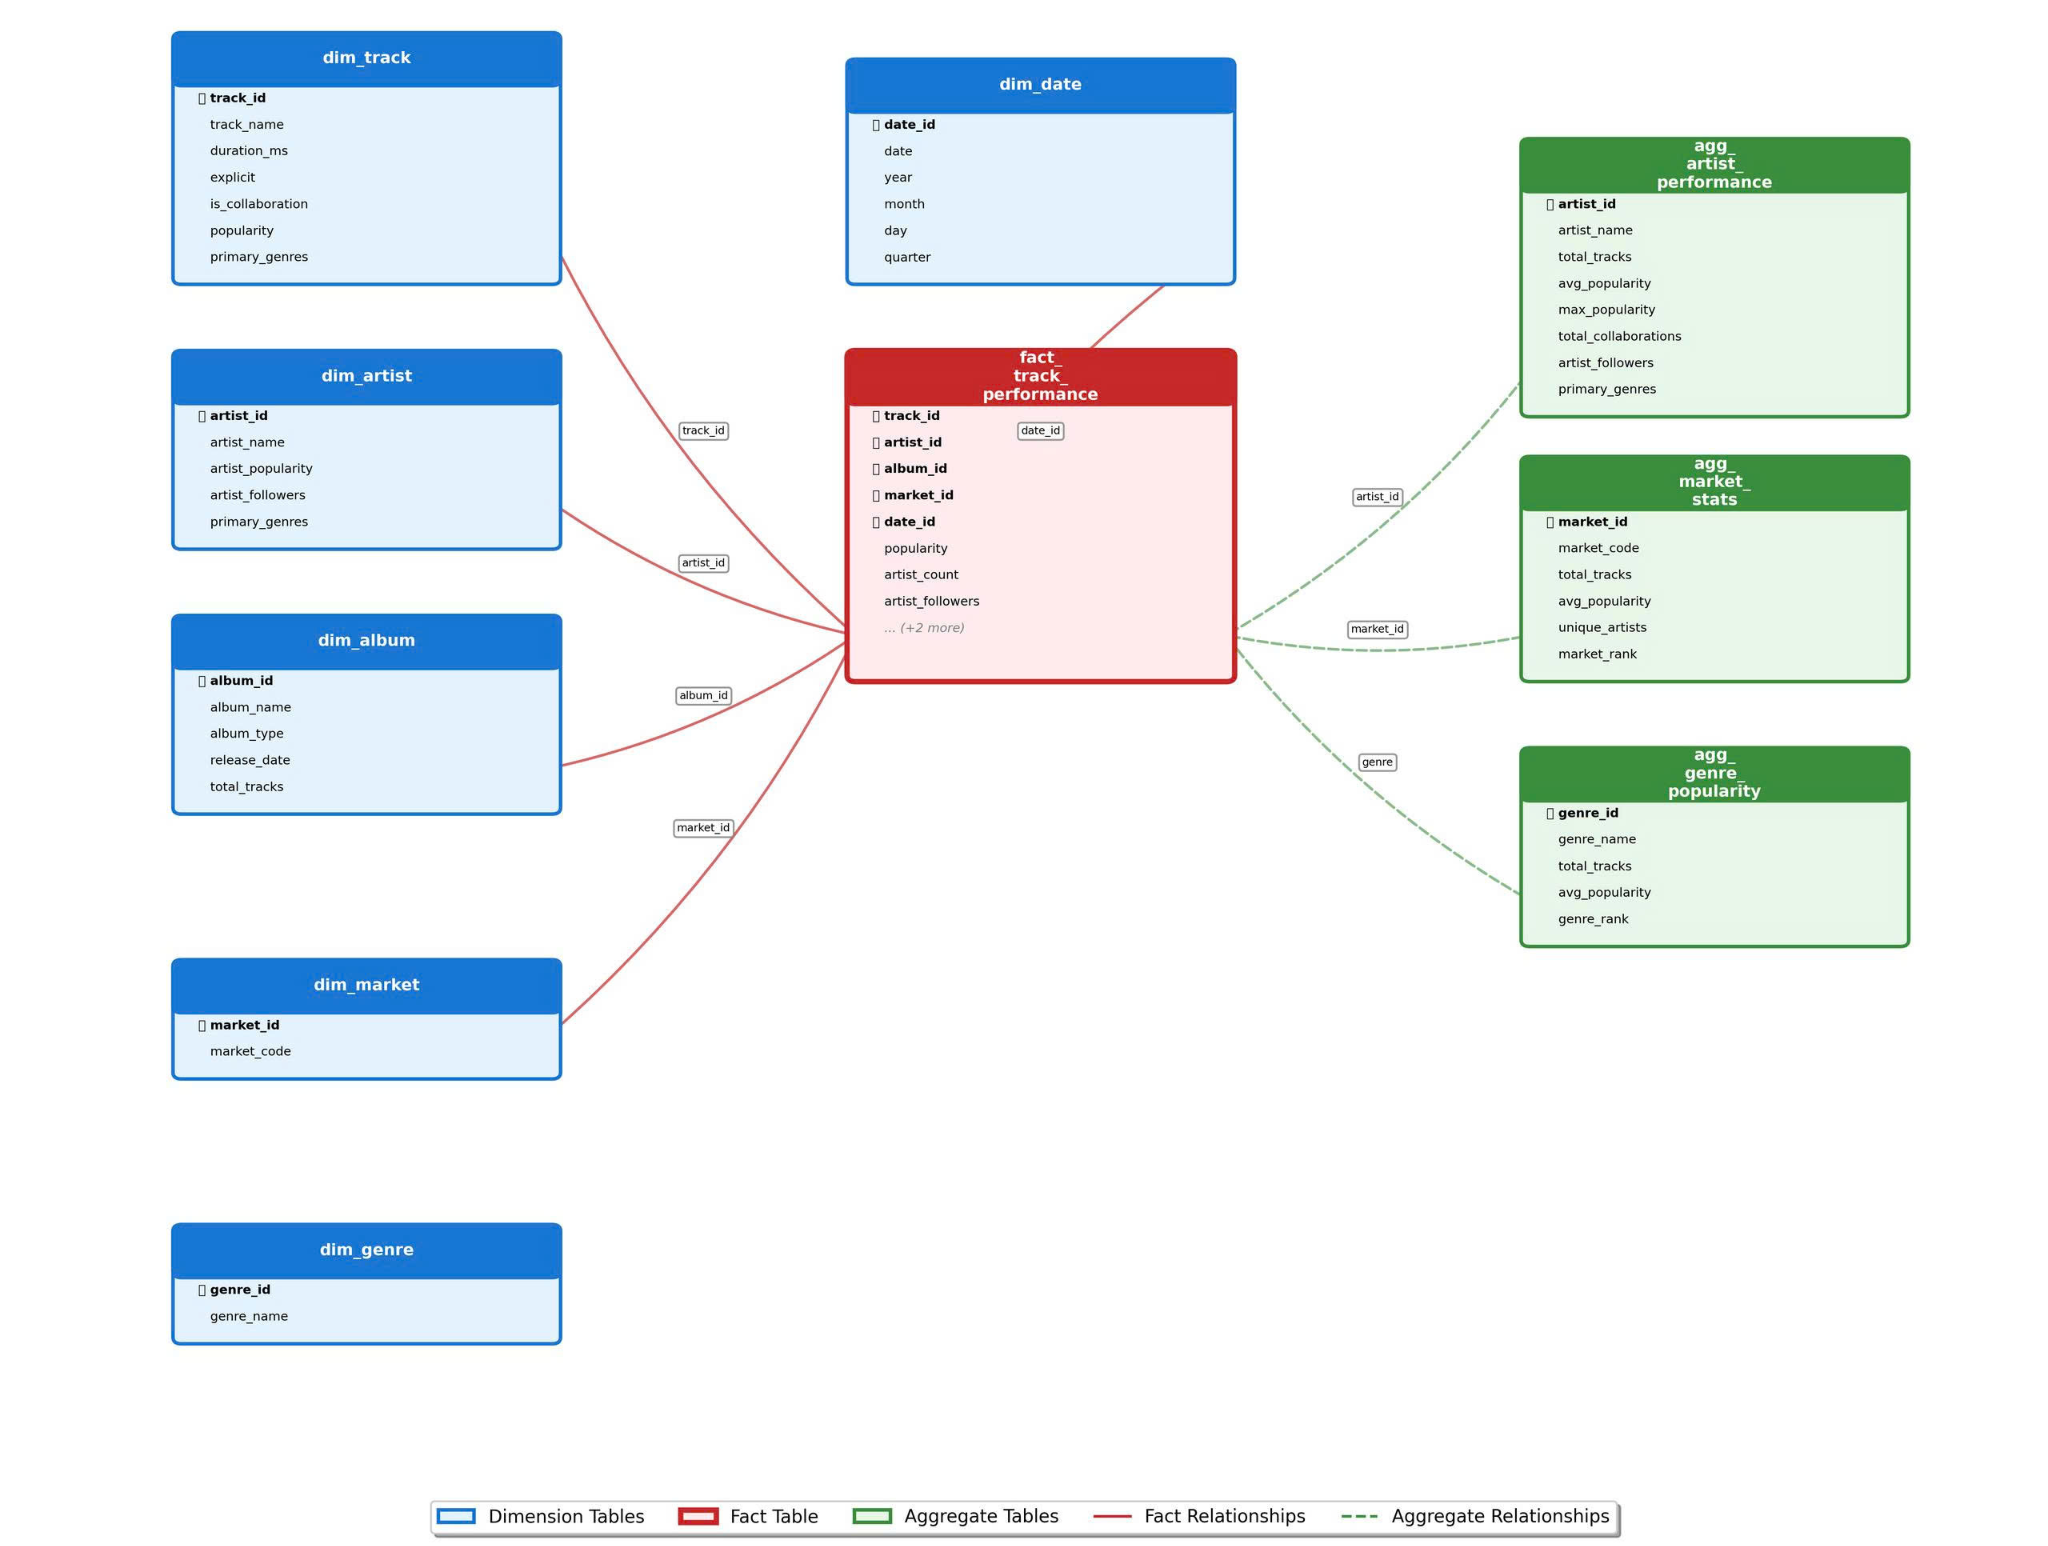 dim_track
track_id
track_name
duration_ms
explicit
is_collaboration
popularity
primary_genres
dim_artist
artist_id
artist_name
artist_popularity
artist_followers
primary_genres
dim_album
album_id
album_name
album_type
release_date
total_tracks
dim_market
market_id
market_code
dim_genre
genre_id
genre_name
track_id
artist_id
album_id
market_id
dim_date
date_id
date
year
month
day
quarter
fact_
track_
performance
track_id
date_id
artist_id
album_id
market_id
date_id
popularity
artist_count
artist_followers
... (+2 more)
artist_id
market_id
genre
agg_
artist_
performance
artist_id
artist_name
total_tracks
avg_popularity
max_popularity
total_collaborations
artist_followers
primary_genres
agg_
market_
stats
market_id
market_code
total_tracks
avg_popularity
unique_artists
market_rank
agg_
genre_
popularity
genre_id
genre_name
total_tracks
avg_popularity
genre_rank
Dimension Tables
Fact Table
Aggregate Tables
Fact Relationships
Aggregate Relationships